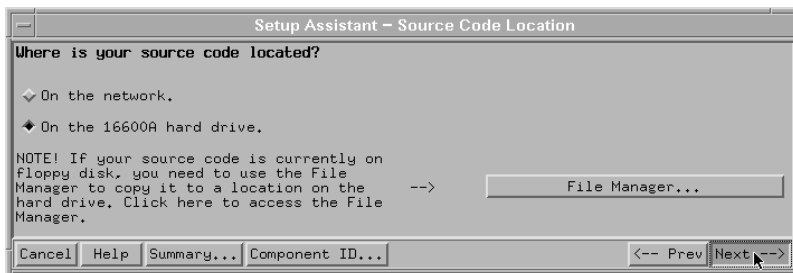 Setup Assistant – Source Code Location
Where is your source code located?
On the network.
On the 16600A hard drive.
NOTE! If your source code is currently on
floppy disk, you need to use the File
Manager to copy it to a location on the
hard drive. Click here to access the File
Manager.
--> File Manager...
Cancel Help Summary... Component ID... <-- Prev Next -->